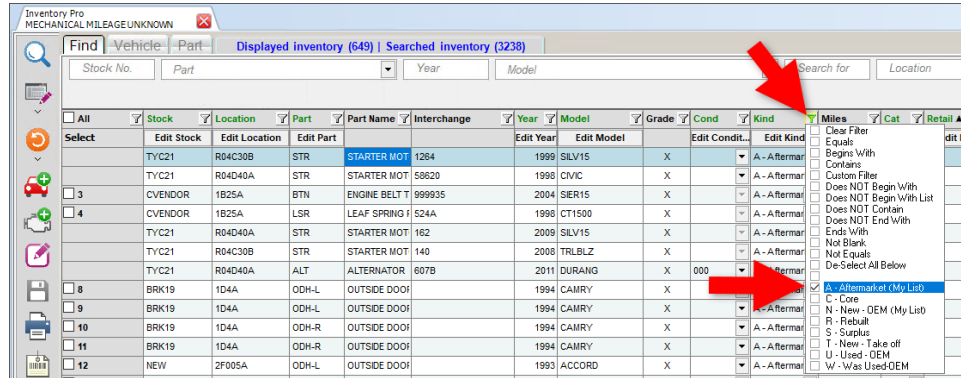 Inventory Pro
MECHANICAL MILEAGE UNKNOWN
Find Vehicle Part Displayed inventory (649) | Searched inventory (3238)
Stock No. Part Year Model Search for Location
All Stock Location Part Part Name Interchange Year Model Grade Cond Kind Miles Cat Retail
Select Edit Stock Edit Location Edit Part Edit Year Edit Model Edit Condit... Edit Kind
TYC21 R04C30B STR STARTER MOT 1264 1999 SILV15 X A - Aftermar
TYC21 R04D40A STR STARTER MOT 58620 1998 CIVIC X A - Aftermar
3 CVENDOR 1B25A BTN ENGINE BELT T 999935 2004 SIER15 X A - Aftermar
4 CVENDOR 1B25A LSR LEAF SPRING F 524A 1998 CT1500 X A - Aftermar
TYC21 R04D40A STR STARTER MOT 162 2009 SILV15 X A - Aftermar
TYC21 R04C30B STR STARTER MOT 140 2008 TRLBLZ X A - Aftermar
TYC21 R04D40A ALT ALTERNATOR 607B 2011 DURANG X 000 A - Aftermar
8 BRK19 1D4A ODH-L OUTSIDE DOOF 1994 CAMRY X
9 BRK19 1D4A ODH-L OUTSIDE DOOF 1994 CAMRY X A - Aftermar
10 BRK19 1D4A ODH-R OUTSIDE DOOF 1994 CAMRY X A - Aftermar
11 BRK19 1D4A ODH-R OUTSIDE DOOF 1994 CAMRY X A - Aftermar
12 NEW 2F005A ODH-L OUTSIDE DOOF 1993 ACCORD X A - Aftermar
Clear Filter
Equals
Begins With
Contains
Custom Filter
Does NOT Begin With
Does NOT Begin With List
Does NOT Contain
Does NOT End With
Ends With
Not Blank
Not Equals
De-Select All Below
A - Aftermarket (My List)
C - Core
N - New - OEM (My List)
R - Rebuilt
S - Surplus
T - New - Take off
U - Used - OEM
W - Was Used-OEM